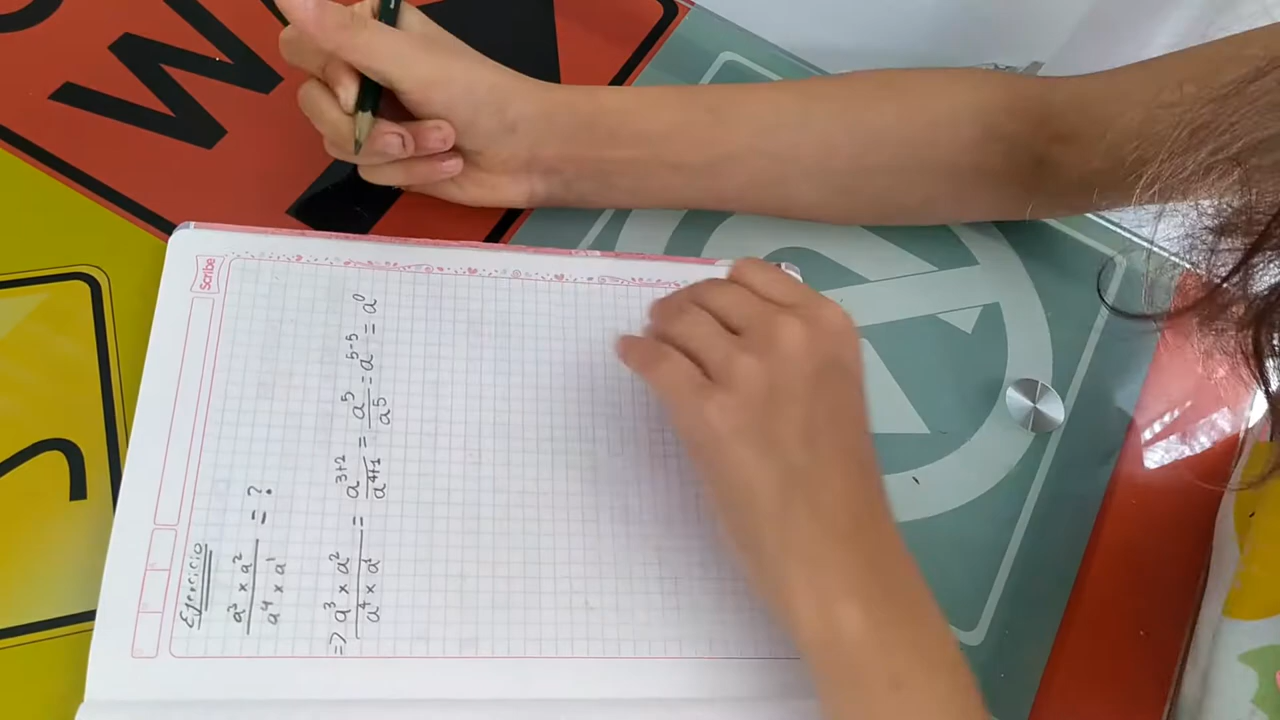 W
Scribe
Ejercicio
a³ x a² / a⁴ x a¹ = ?
=> a³ x a² / a⁴ x a¹ = a³⁺² / a⁴⁺¹ = a⁵ / a⁵ = a⁵⁻⁵ = a⁰